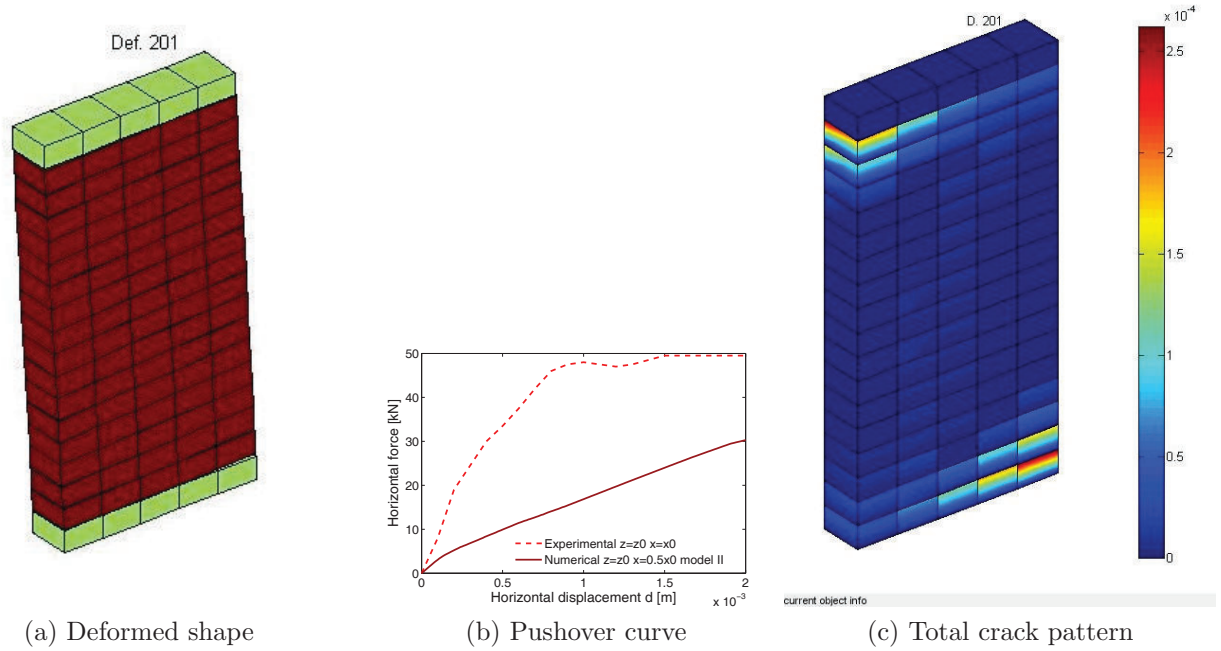 Def. 201
D. 201
x 10⁻⁴
2.5
2
1.5
1
0.5
0
50
40
30
20
10
0
Horizontal force [kN]
Experimental z=z0 x=x0
Numerical z=z0 x=0.5x0 model II
0
0.5
1
1.5
2
Horizontal displacement d [m]
x 10⁻³
current object info
(a) Deformed shape
(b) Pushover curve
(c) Total crack pattern